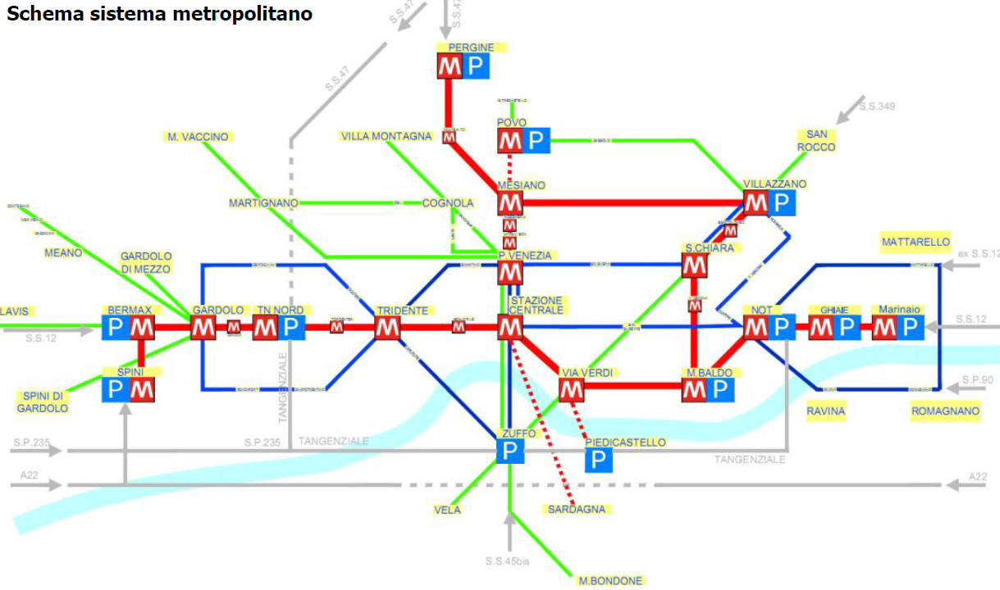 Schema sistema metropolitano
S.S.47
S.S.47
PERGINE
M P
S.S.47
S.S.349
M. VACCINO
VILLA MONTAGNA
M
POVO
M P
SAN
ROCCO
MARTIGNANO
COGNOLA
MESIANO
M
VILLAZZANO
M P
M
M
M
MEANO
GARDOLO
DI MEZZO
P.VENEZIA
M
S.CHIARA
M
MATTARELLO
ex S.S.12
LAVIS
S.S.12
BERMAX
P M
GARDOLO
M
M
TN NORD
M P
M
TRIDENTE
M
M
STAZIONE
CENTRALE
M
M
NOT
M P
GHIAIE
M P
Marinaio
M P
S.S.12
SPINI
P M
SPINI DI
GARDOLO
TANGENZIALE
VIA VERDI
M
M.BALDO
M P
S.P.90
RAVINA
ROMAGNANO
S.P.235
S.P.235
TANGENZIALE
ZUFFO
P
PIEDICASTELLO
P
TANGENZIALE
A22
A22
VELA
SARDAGNA
S.S.45bis
M.BONDONE